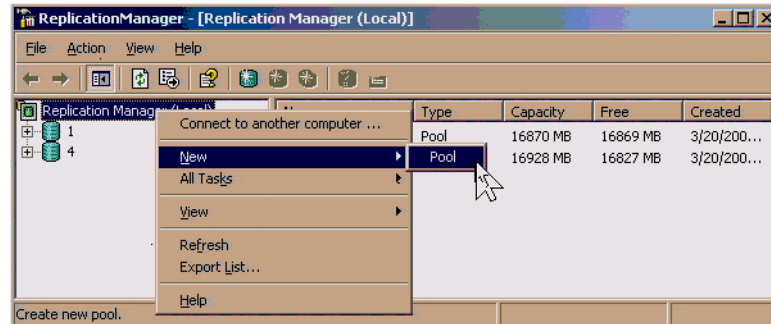 ReplicationManager - [Replication Manager (Local)]
File Action View Help
Replication Manager (Local) Type Capacity Free Created
1 Pool 16870 MB 16869 MB 3/20/200...
4 16928 MB 16827 MB 3/20/200...
Connect to another computer ...
New Pool
All Tasks
View
Refresh
Export List...
Help
Create new pool.